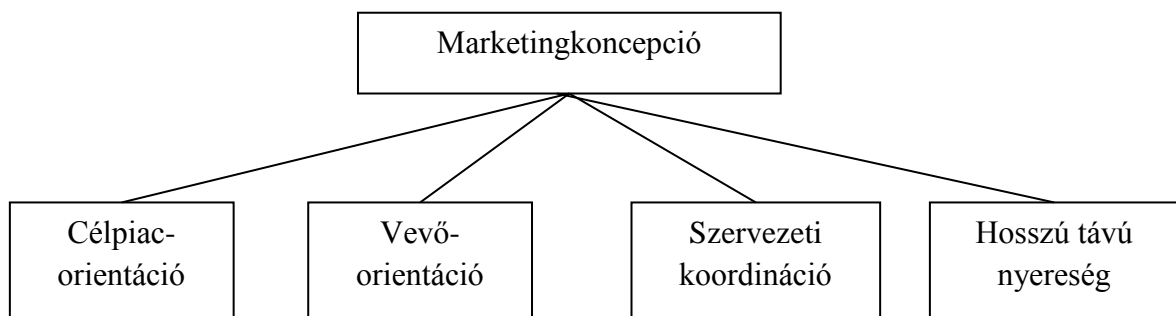 Marketingkoncepció
Célpiac-
orientáció
Vevő-
orientáció
Szervezeti
koordináció
Hosszú távú
nyereség